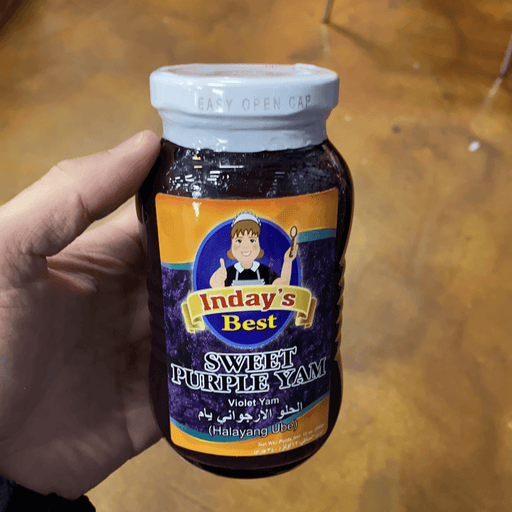 EASY OPEN CAP
Inday's
Best
SWEET
PURPLE YAM
Violet Yam
الحلو الارجواني يام
(Halayang Ube)